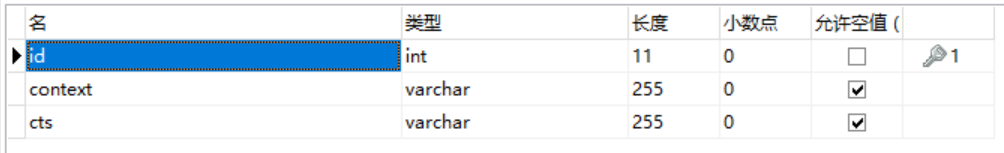 名 类型 长度 小数点 允许空值 (
id int 11 0 1
context varchar 255 0
cts varchar 255 0